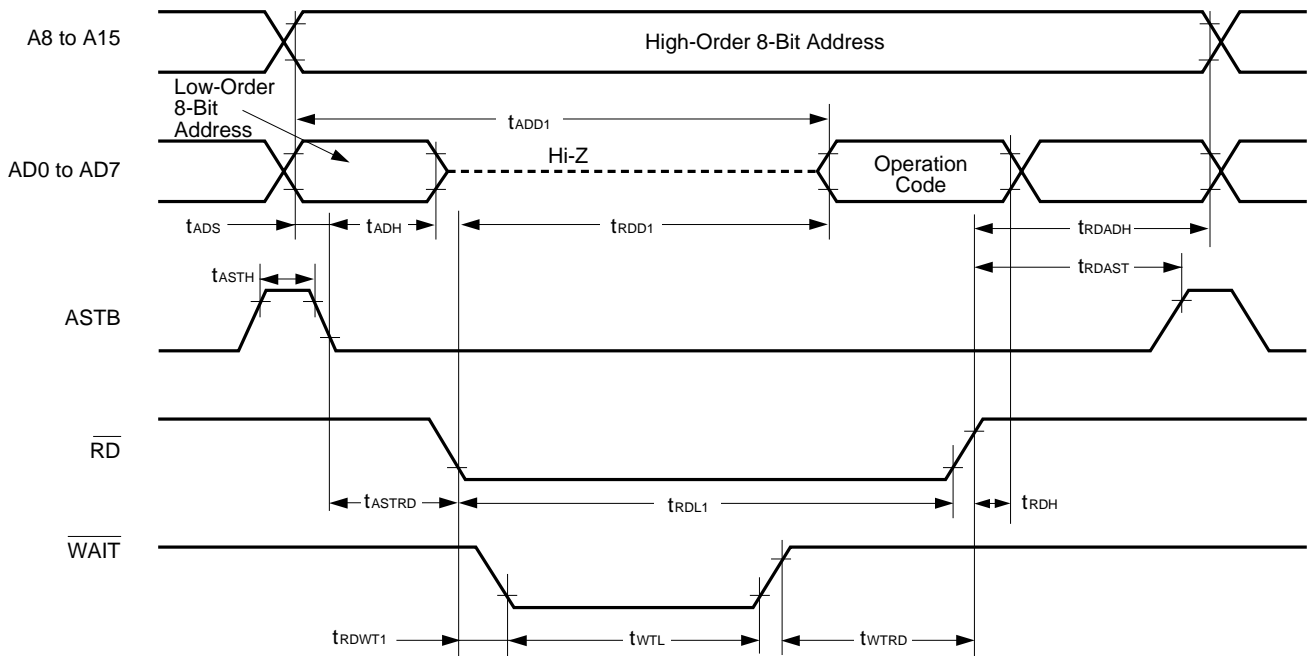 A8 to A15
High-Order 8-Bit Address
Low-Order
8-Bit
Address
tADD1
AD0 to AD7
Hi-Z
Operation
Code
tADS
tADH
tRDD1
tRDADH
tASTH
tRDAST
ASTB
RD
tASTRD
tRDL1
tRDH
WAIT
tRDWT1
tWTL
tWTRD